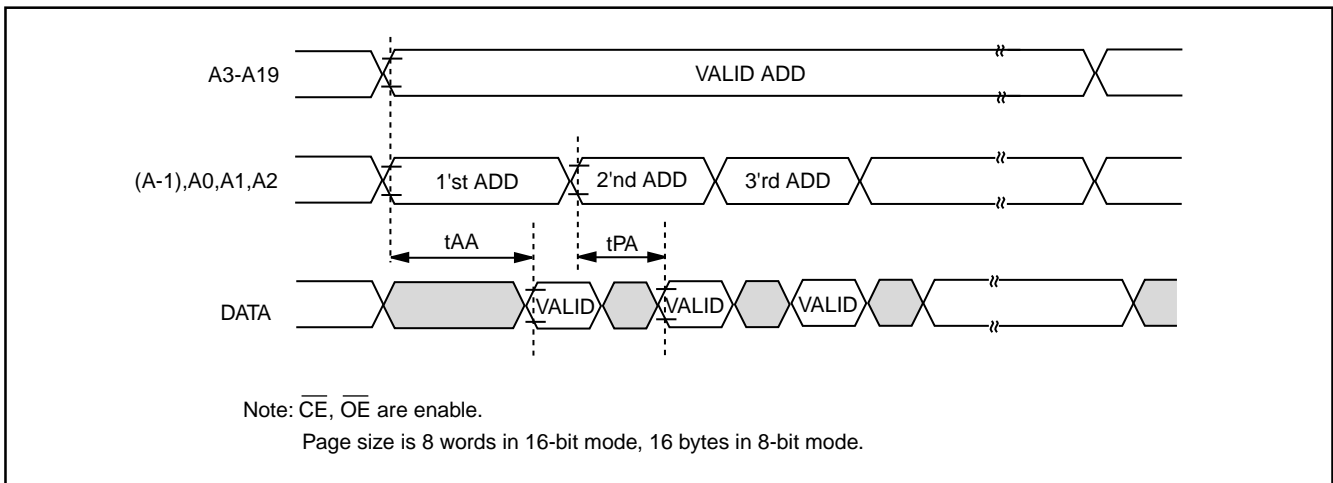 A3-A19
VALID ADD
(A-1),A0,A1,A2
1'st ADD
2'nd ADD
3'rd ADD
tAA
tPA
DATA
VALID
VALID
VALID
Note: C̅E̅, O̅E̅ are enable.
Page size is 8 words in 16-bit mode, 16 bytes in 8-bit mode.